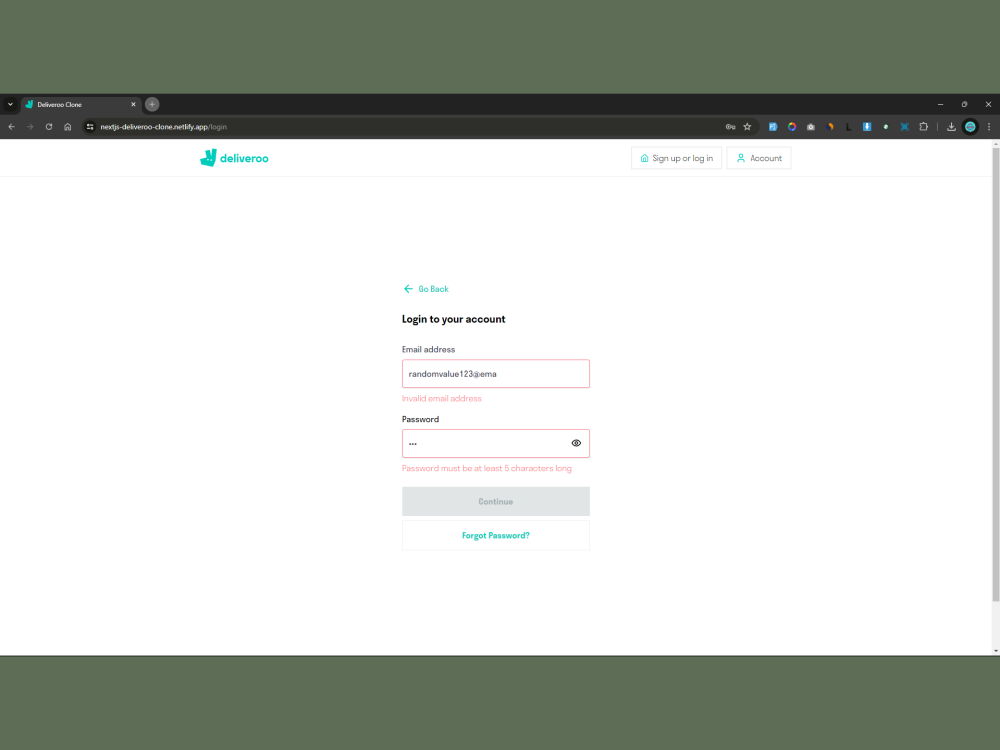 Deliveroo Clone
nextjs-deliveroo-clone.netlify.app/login
deliveroo
Sign up or log in
Account
Go Back
Login to your account
Email address
randomvalue123@ema
Invalid email address
Password
•••
Password must be at least 5 characters long
Continue
Forgot Password?